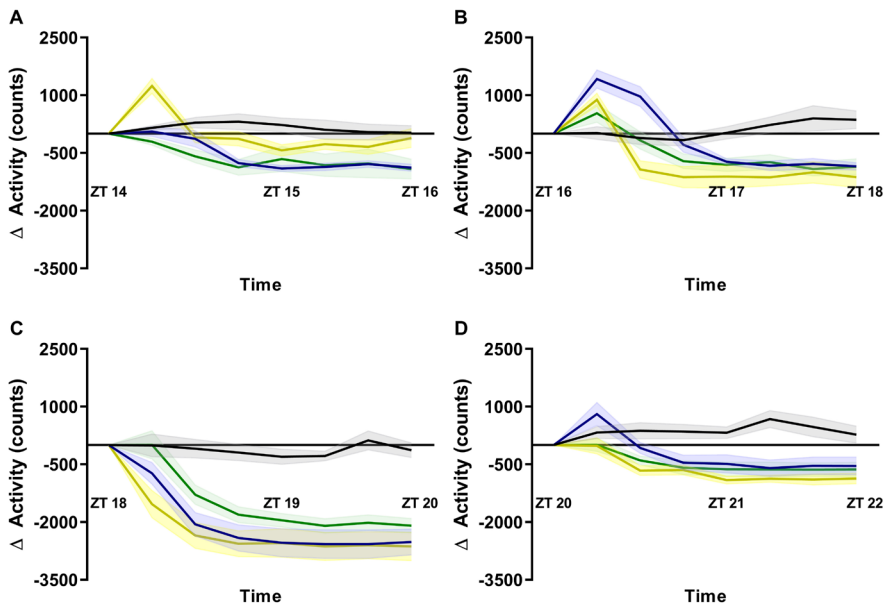 A
Δ Activity (counts)
2500
1000
-500
-2000
-3500
ZT 14
ZT 15
ZT 16
Time
B
Δ Activity (counts)
2500
1000
-500
-2000
-3500
ZT 16
ZT 17
ZT 18
Time
C
Δ Activity (counts)
2500
1000
-500
-2000
-3500
ZT 18
ZT 19
ZT 20
Time
D
Δ Activity (counts)
2500
1000
-500
-2000
-3500
ZT 20
ZT 21
ZT 22
Time